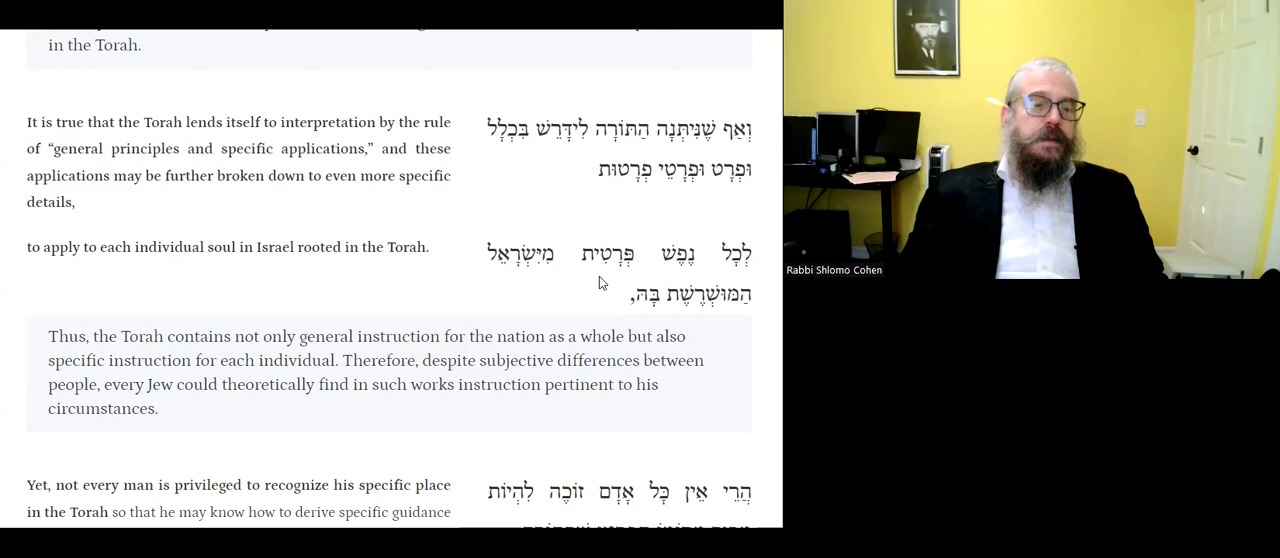 in the Torah.
It is true that the Torah lends itself to interpretation by the rule
of “general principles and specific applications,” and these
applications may be further broken down to even more specific
details,
וְאַף שֶׁנִּיתְּנָה הַתּוֹרָה לִידָּרֵשׁ בִּכְלָל
וּפְרָט וּפְרָטֵי פְרָטוּת
to apply to each individual soul in Israel rooted in the Torah.
לְכָל נֶפֶשׁ פְּרָטִית מִיִּשְׂרָאֵל
הַמּוּשְׁרֶשֶׁת בָּהּ,
Thus, the Torah contains not only general instruction for the nation as a whole but also
specific instruction for each individual. Therefore, despite subjective differences between
people, every Jew could theoretically find in such works instruction pertinent to his
circumstances.
Yet, not every man is privileged to recognize his specific place
in the Torah so that he may know how to derive specific guidance
הֲרֵי אֵין כָּל אָדָם זוֹכֶה לִהְיוֹת
Rabbi Shlomo Cohen